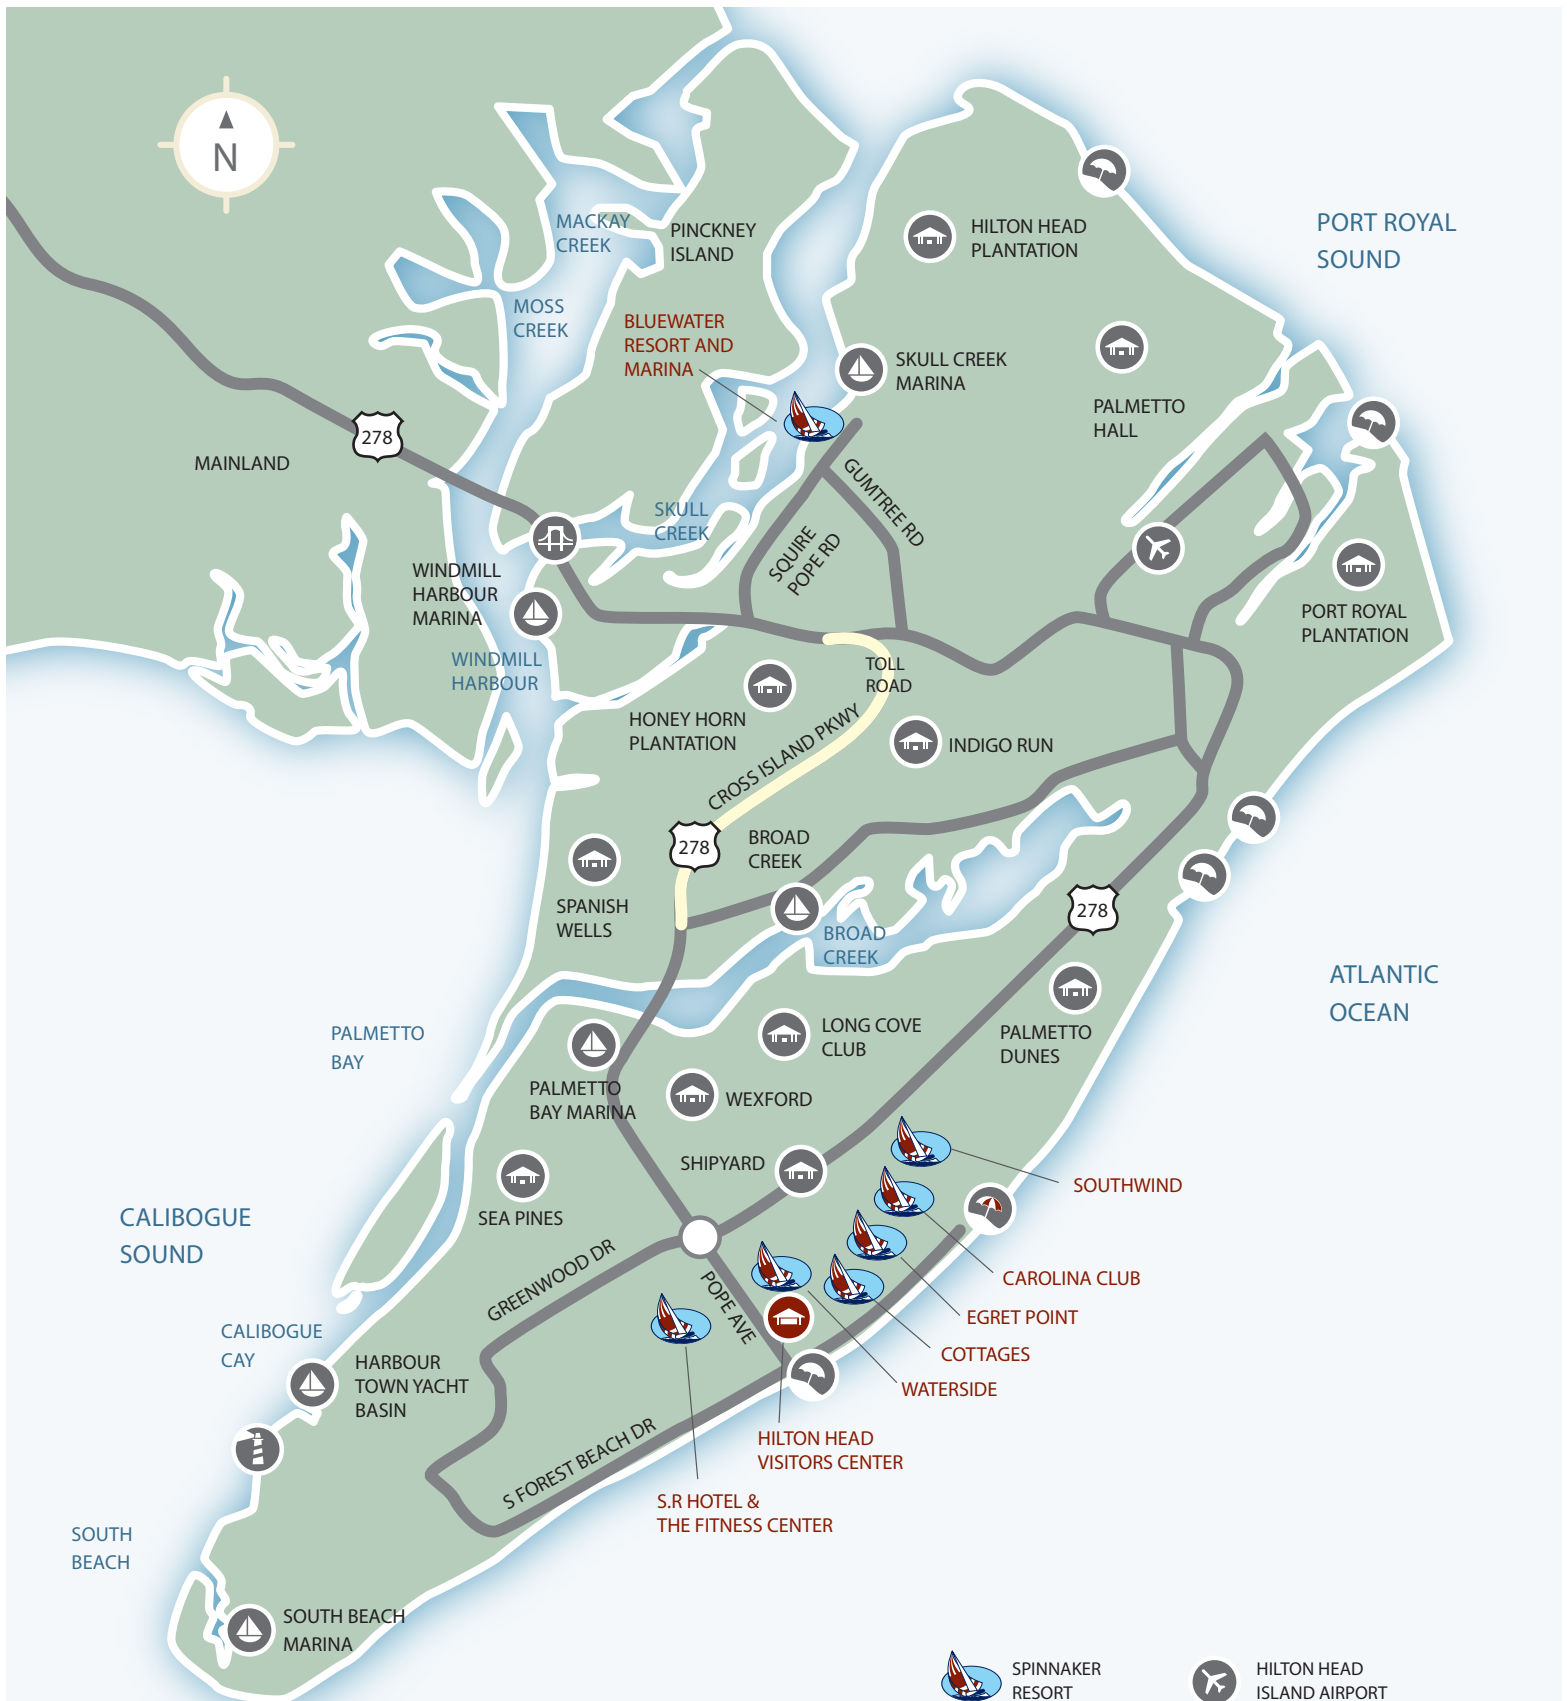 N
MACKAY
CREEK
PINCKNEY
ISLAND
HILTON HEAD
PLANTATION
PORT ROYAL
SOUND
MOSS
CREEK
BLUEWATER
RESORT AND
MARINA
SKULL CREEK
MARINA
PALMETTO
HALL
278
MAINLAND
GUMTREE RD
SKULL
CREEK
SQUIRE
POPE RD
WINDMILL
HARBOUR
MARINA
PORT ROYAL
PLANTATION
WINDMILL
HARBOUR
TOLL
ROAD
HONEY HORN
PLANTATION
CROSS ISLAND PKWY
INDIGO RUN
278
BROAD
CREEK
SPANISH
WELLS
278
BROAD
CREEK
ATLANTIC
OCEAN
PALMETTO
BAY
LONG COVE
CLUB
PALMETTO
DUNES
PALMETTO
BAY MARINA
WEXFORD
SHIPYARD
SOUTHWIND
SEA PINES
CALIBOGUE
SOUND
GREENWOOD DR
POPE AVE
CAROLINA CLUB
EGRET POINT
CALIBOGUE
CAY
COTTAGES
HARBOUR
TOWN YACHT
BASIN
WATERSIDE
S FOREST BEACH DR
HILTON HEAD
VISITORS CENTER
S.R HOTEL &
THE FITNESS CENTER
SOUTH
BEACH
SOUTH BEACH
MARINA
SPINNAKER
RESORT
HILTON HEAD
ISLAND AIRPORT